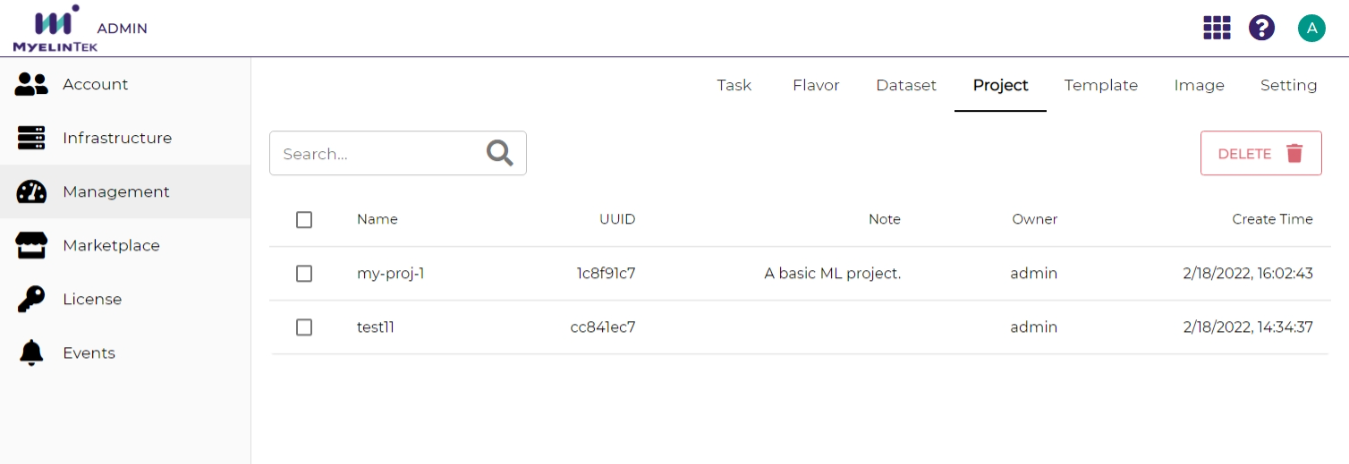 ADMIN
MYELINTEK
A
Account
Infrastructure
Management
Marketplace
License
Events
Task Flavor Dataset Project Template Image Setting
Search... DELETE
Name UUID Note Owner Create Time
my-proj-1 1c8f91c7 A basic ML project. admin 2/18/2022, 16:02:43
test11 cc841ec7 admin 2/18/2022, 14:34:37